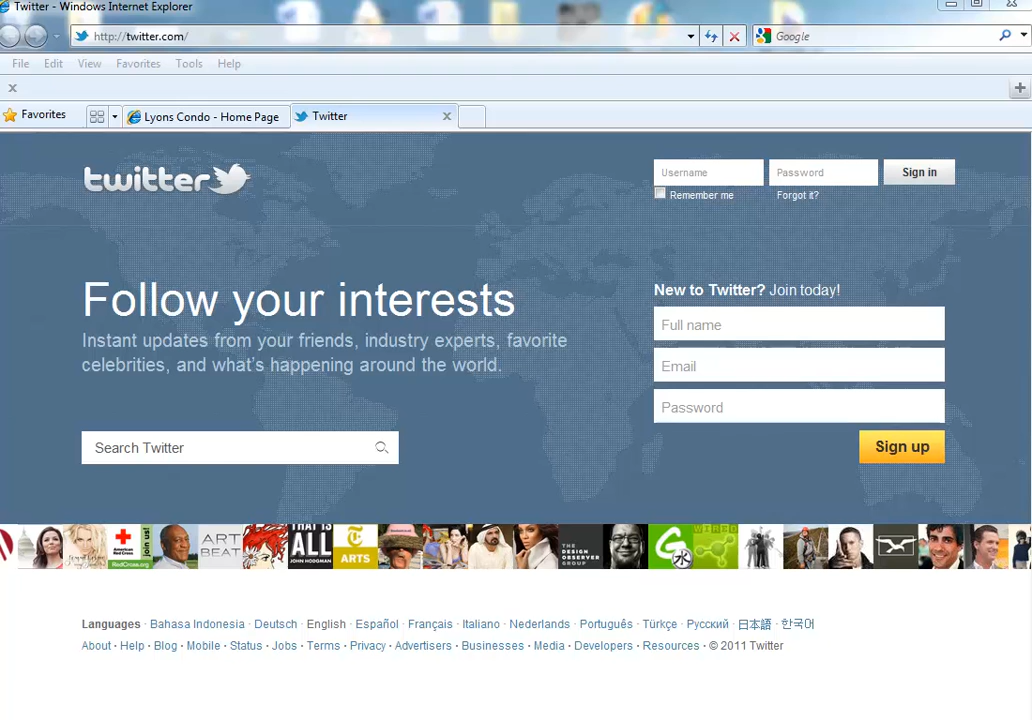 Twitter - Windows Internet Explorer
http://twitter.com/
Google
File Edit View Favorites Tools Help
Favorites
Lyons Condo - Home Page
Twitter
twitter
Username
Password
Sign in
Remember me
Forgot it?
Follow your interests
Instant updates from your friends, industry experts, favorite
celebrities, and what's happening around the world.
Search Twitter
New to Twitter? Join today!
Full name
Email
Password
Sign up
American
Red Cross
join us!
RedCross.org
ART
BEAT
THAT IS
ALL
JOHN HODGMAN
ARTS
THE
DESIGN
OBSERVER
GROUP
WIRED
水
Languages · Bahasa Indonesia · Deutsch · English · Español · Français · Italiano · Nederlands · Português · Türkçe · Русский · 日本語 · 한국어
About · Help · Blog · Mobile · Status · Jobs · Terms · Privacy · Advertisers · Businesses · Media · Developers · Resources · © 2011 Twitter